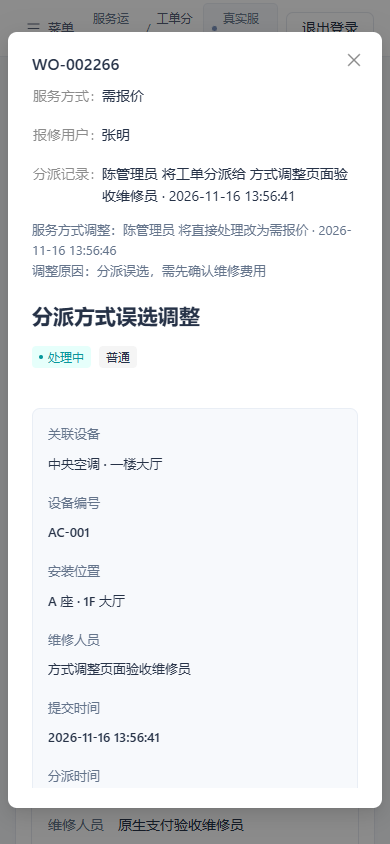 菜单
服务运
/
工单分
真实服
退出登录
WO-002266
服务方式：需报价
报修用户：张明
分派记录：陈管理员 将工单分派给 方式调整页面验
收维修员 · 2026-11-16 13:56:41
服务方式调整：陈管理员 将直接处理改为需报价 · 2026-
11-16 13:56:46
调整原因：分派误选，需先确认维修费用
分派方式误选调整
处理中
普通
关联设备
中央空调 · 一楼大厅
设备编号
AC-001
安装位置
A 座 · 1F 大厅
维修人员
方式调整页面验收维修员
提交时间
2026-11-16 13:56:41
分派时间
维修人员 原生支付验收维修员